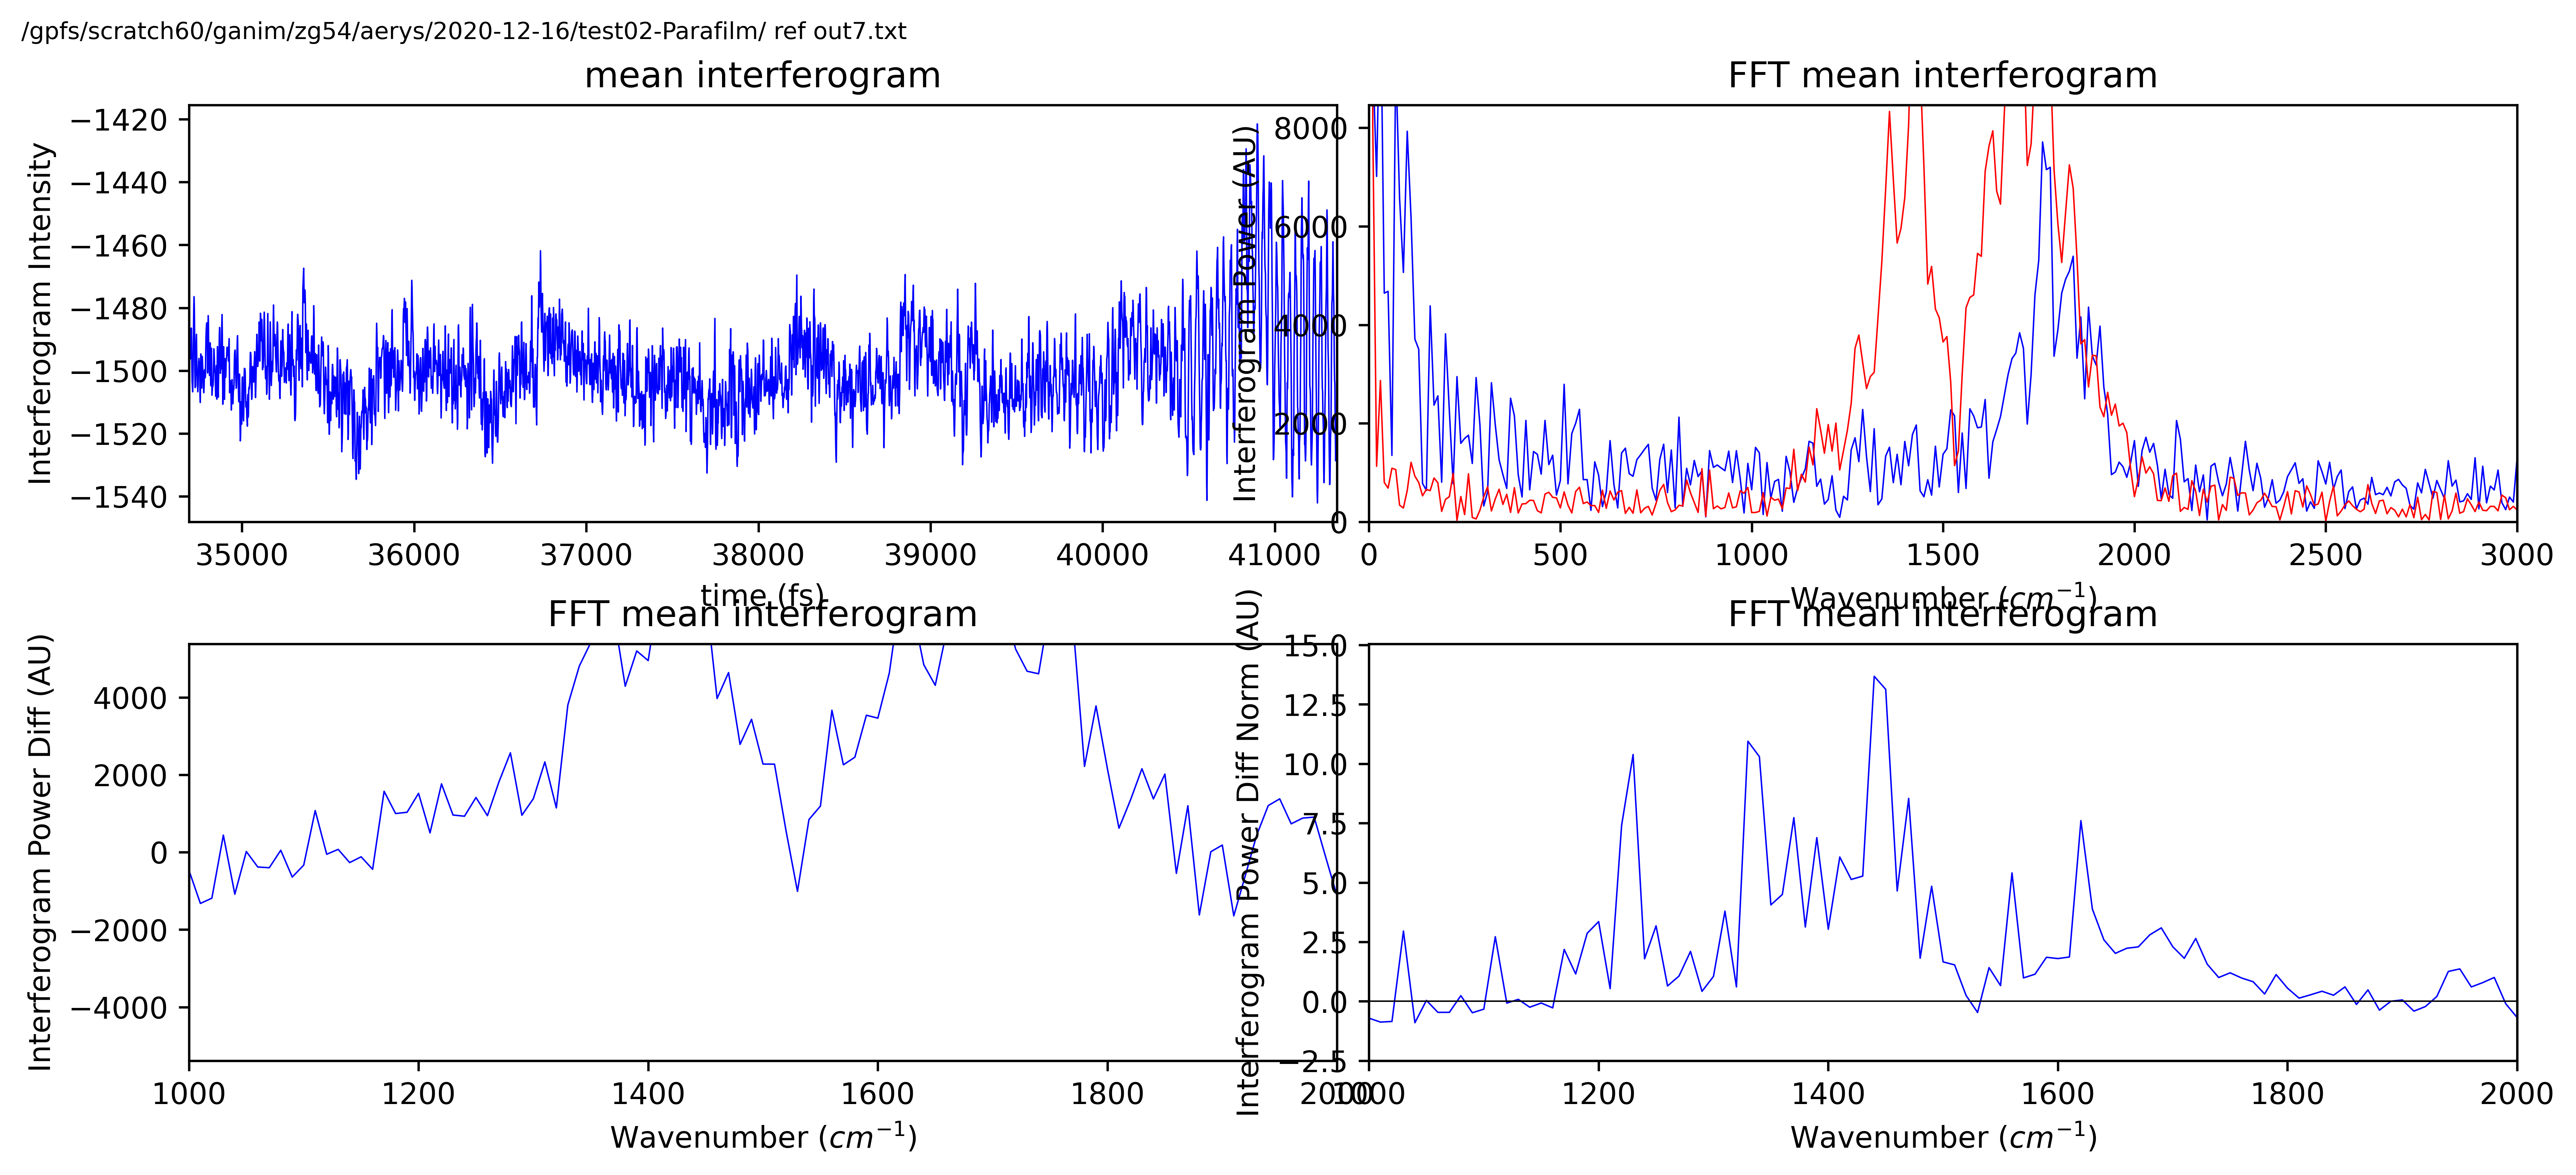 /gpfs/scratch60/ganim/zg54/aerys/2020-12-16/test02-Parafilm/ ref out7.txt
mean interferogram
Interferogram Intensity
−1420
−1440
−1460
−1480
−1500
−1520
−1540
35000 36000 37000 38000 39000 40000 41000
time (fs)
FFT mean interferogram
Interferogram Power (AU)
8000
6000
4000
2000
0
0 500 1000 1500 2000 2500 3000
Wavenumber (cm⁻¹)
FFT mean interferogram
Interferogram Power Diff (AU)
4000
2000
0
−2000
−4000
1000 1200 1400 1600 1800 2000
Wavenumber (cm⁻¹)
FFT mean interferogram
Interferogram Power Diff Norm (AU)
15.0
12.5
10.0
7.5
5.0
2.5
0.0
−2.5
1000 1200 1400 1600 1800 2000
Wavenumber (cm⁻¹)